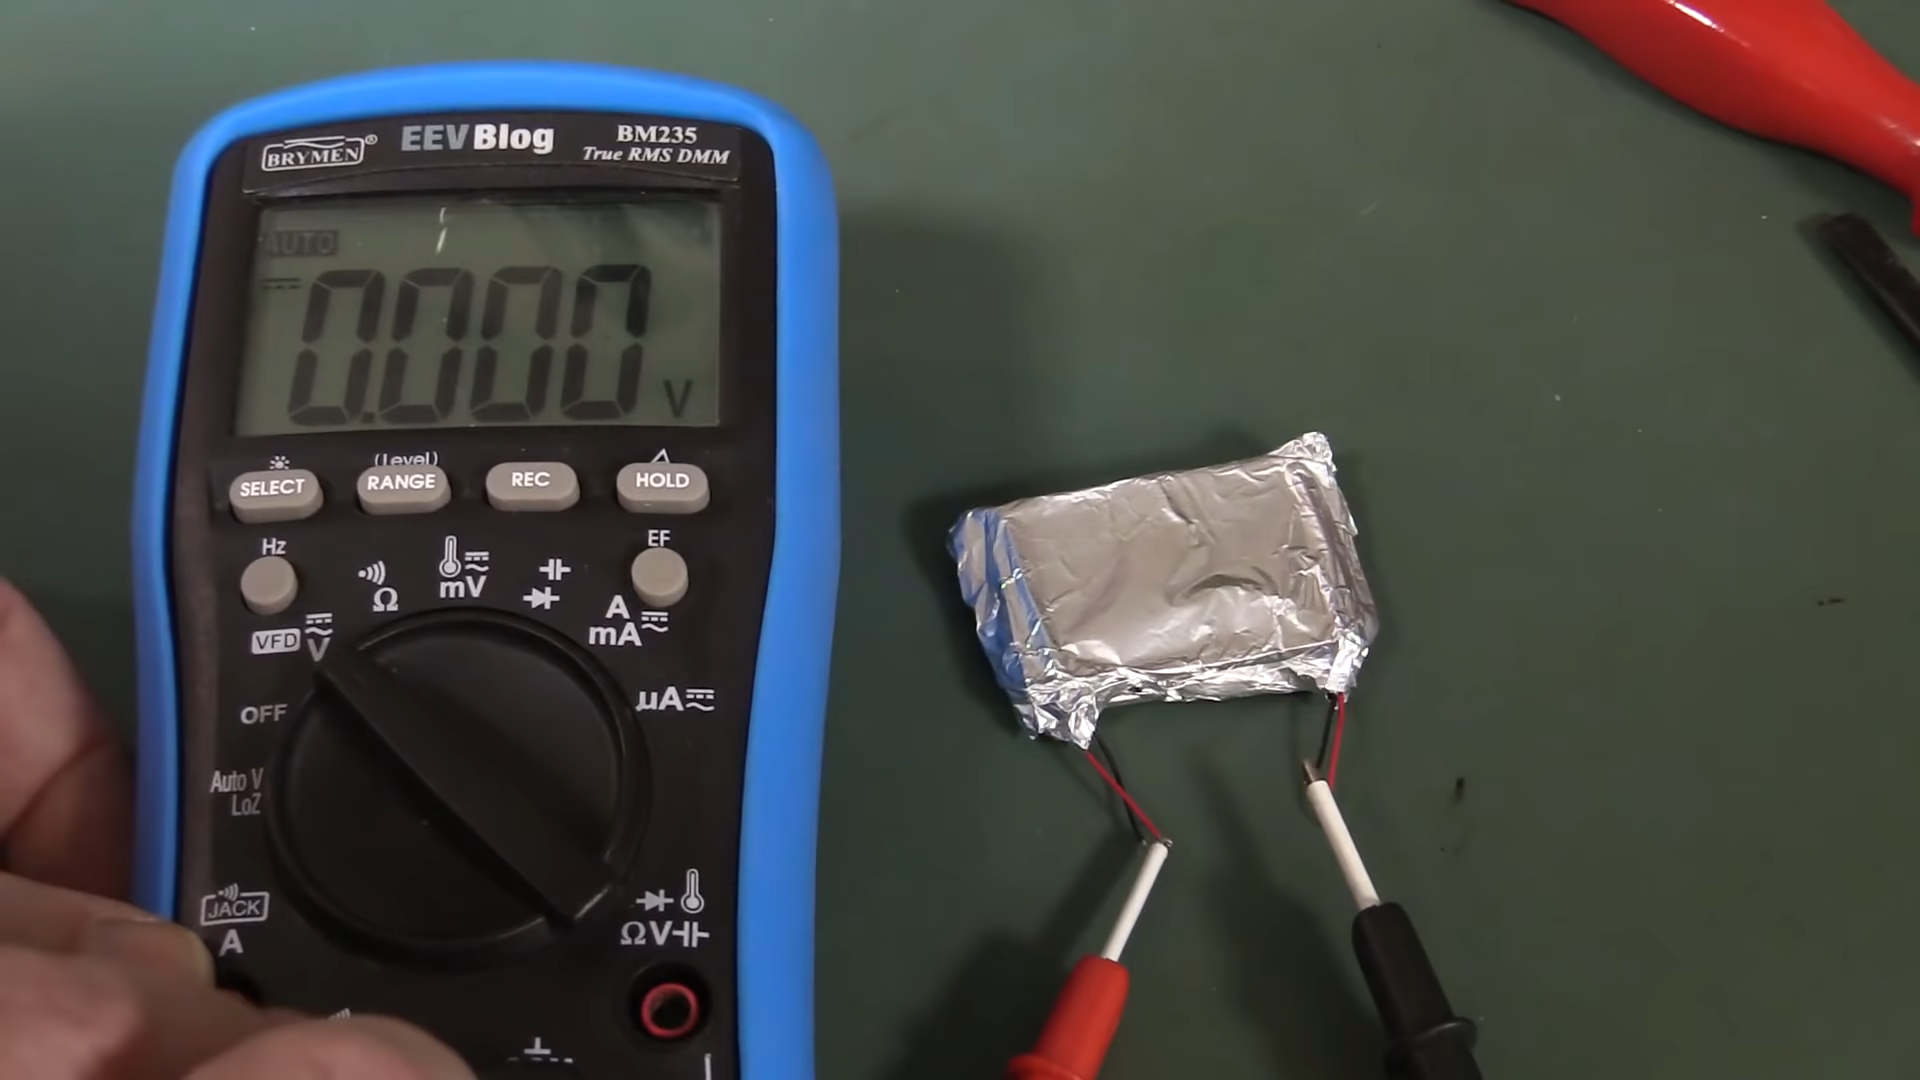 BRYMEN®
EEVBlog
BM235
True RMS DMM
AUTO
0.000 V
SELECT
(Level)
RANGE
REC
HOLD
Hz
EF
Ω
mV
A
mA
VFD V
OFF
µA
Auto V
LoZ
JACK
A
ΩV